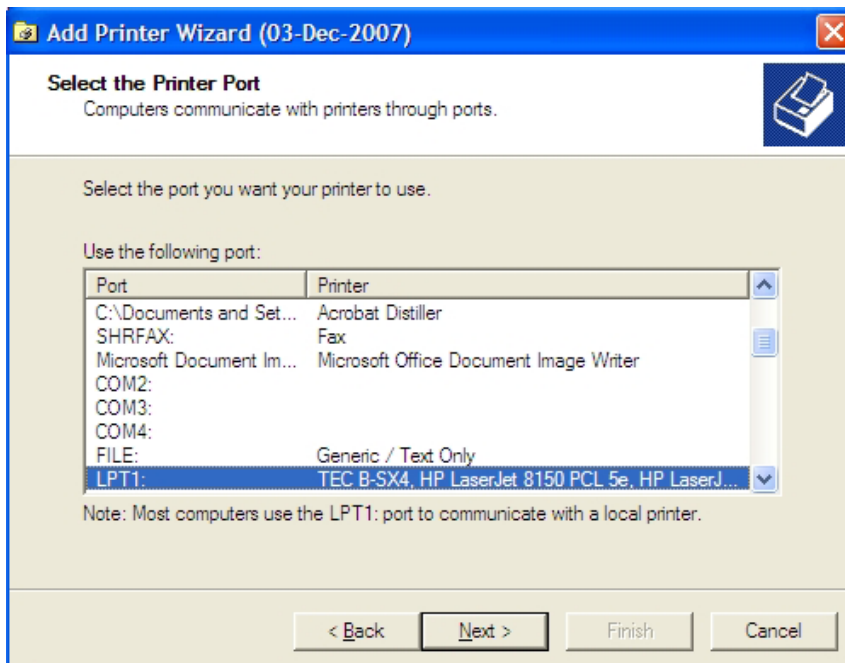 Add Printer Wizard (03-Dec-2007)
Select the Printer Port
Computers communicate with printers through ports.
Select the port you want your printer to use.
Use the following port:
Port Printer
C:\Documents and Set... Acrobat Distiller
SHRFAX: Fax
Microsoft Document Im... Microsoft Office Document Image Writer
COM2:
COM3:
COM4:
FILE: Generic / Text Only
LPT1: TEC B-SX4, HP LaserJet 8150 PCL 5e, HP LaserJ...
Note: Most computers use the LPT1: port to communicate with a local printer.
< Back Next > Finish Cancel